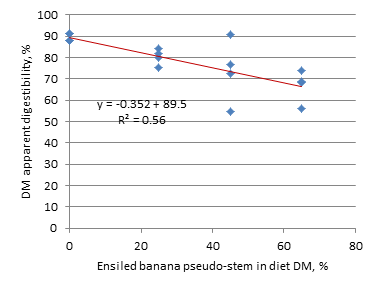 100
90
80
70
60
50
40
30
20
10
0
DM apparent digestibility, %
y = -0.352 + 89.5
R² = 0.56
0 20 40 60 80
Ensiled banana pseudo-stem in diet DM, %